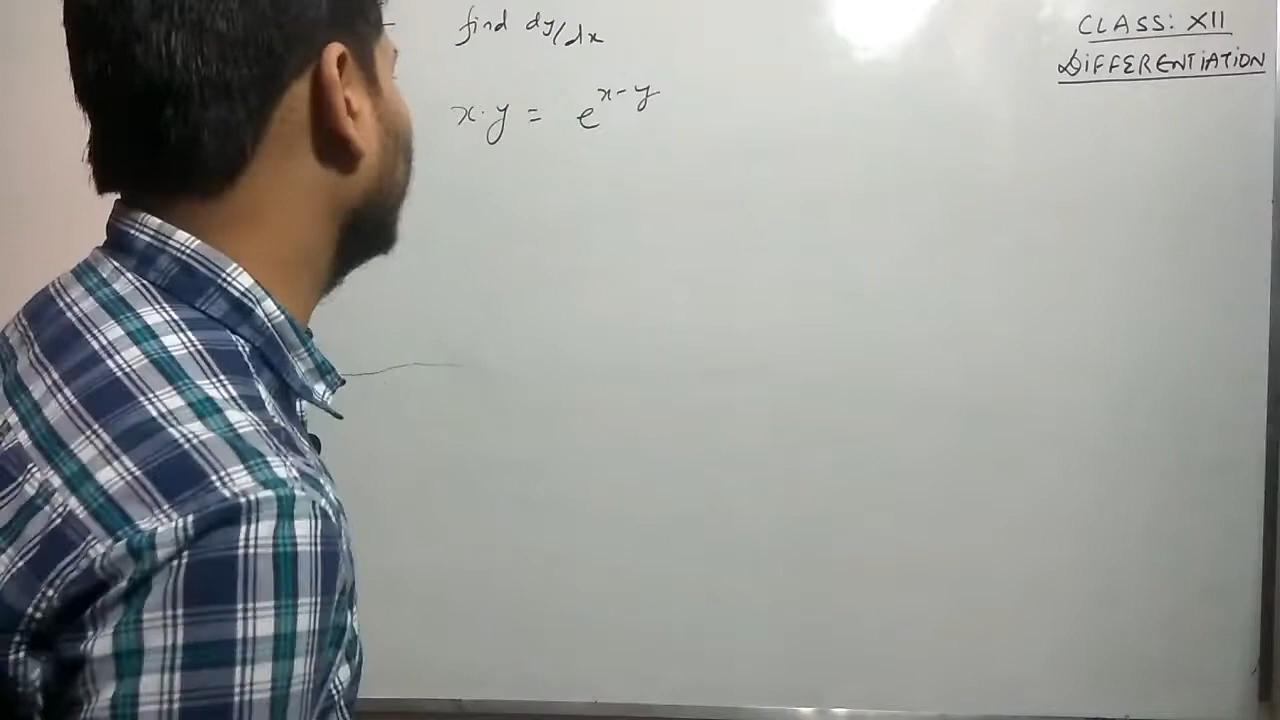 find dy/dx
x·y = e^{x-y}
CLASS: XII
DIFFERENTIATION